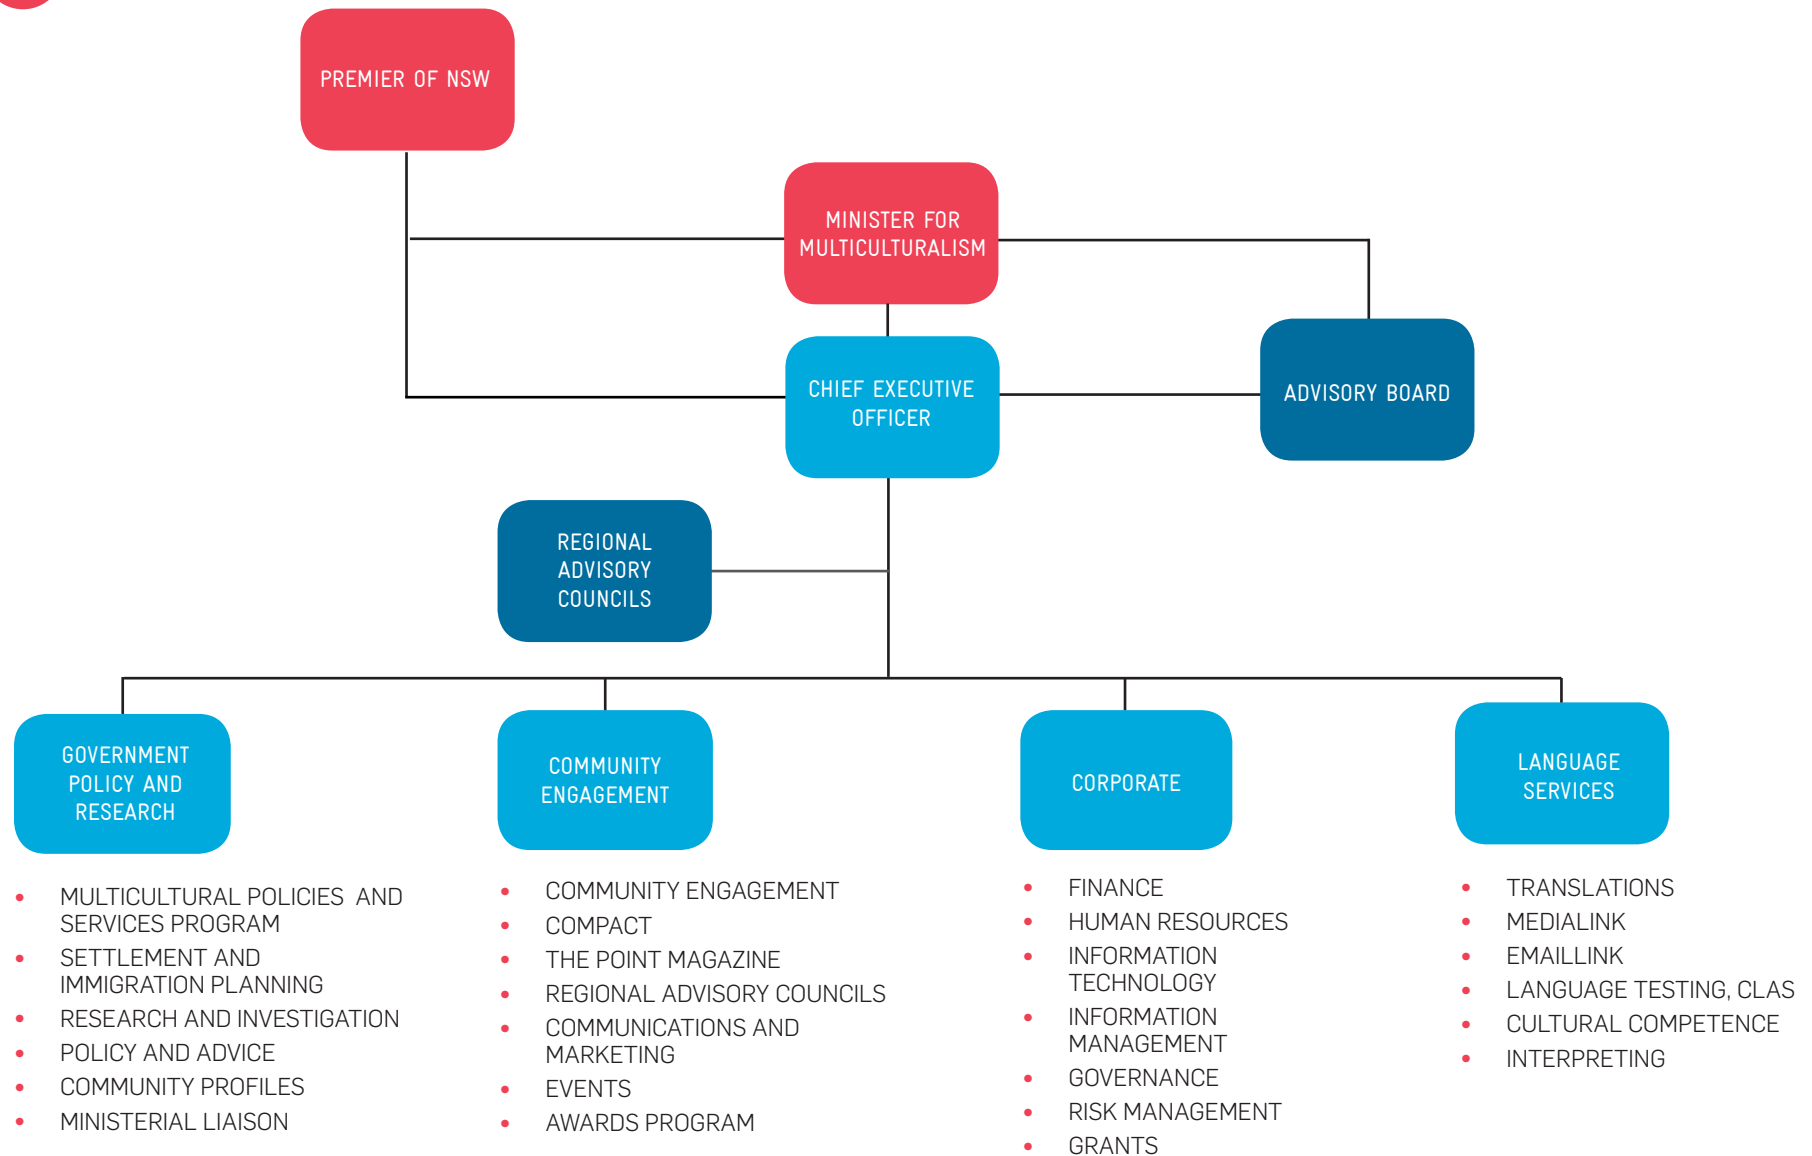 PREMIER OF NSW
MINISTER FOR
MULTICULTURALISM
CHIEF EXECUTIVE
OFFICER
ADVISORY BOARD
REGIONAL
ADVISORY
COUNCILS
GOVERNMENT
POLICY AND
RESEARCH
• MULTICULTURAL POLICIES AND
SERVICES PROGRAM
• SETTLEMENT AND
IMMIGRATION PLANNING
• RESEARCH AND INVESTIGATION
• POLICY AND ADVICE
• COMMUNITY PROFILES
• MINISTERIAL LIAISON
COMMUNITY
ENGAGEMENT
• COMMUNITY ENGAGEMENT
• COMPACT
• THE POINT MAGAZINE
• REGIONAL ADVISORY COUNCILS
• COMMUNICATIONS AND
MARKETING
• EVENTS
• AWARDS PROGRAM
CORPORATE
• FINANCE
• HUMAN RESOURCES
• INFORMATION
TECHNOLOGY
• INFORMATION
MANAGEMENT
• GOVERNANCE
• RISK MANAGEMENT
• GRANTS
LANGUAGE
SERVICES
• TRANSLATIONS
• MEDIALINK
• EMAILLINK
• LANGUAGE TESTING, CLAS
• CULTURAL COMPETENCE
• INTERPRETING